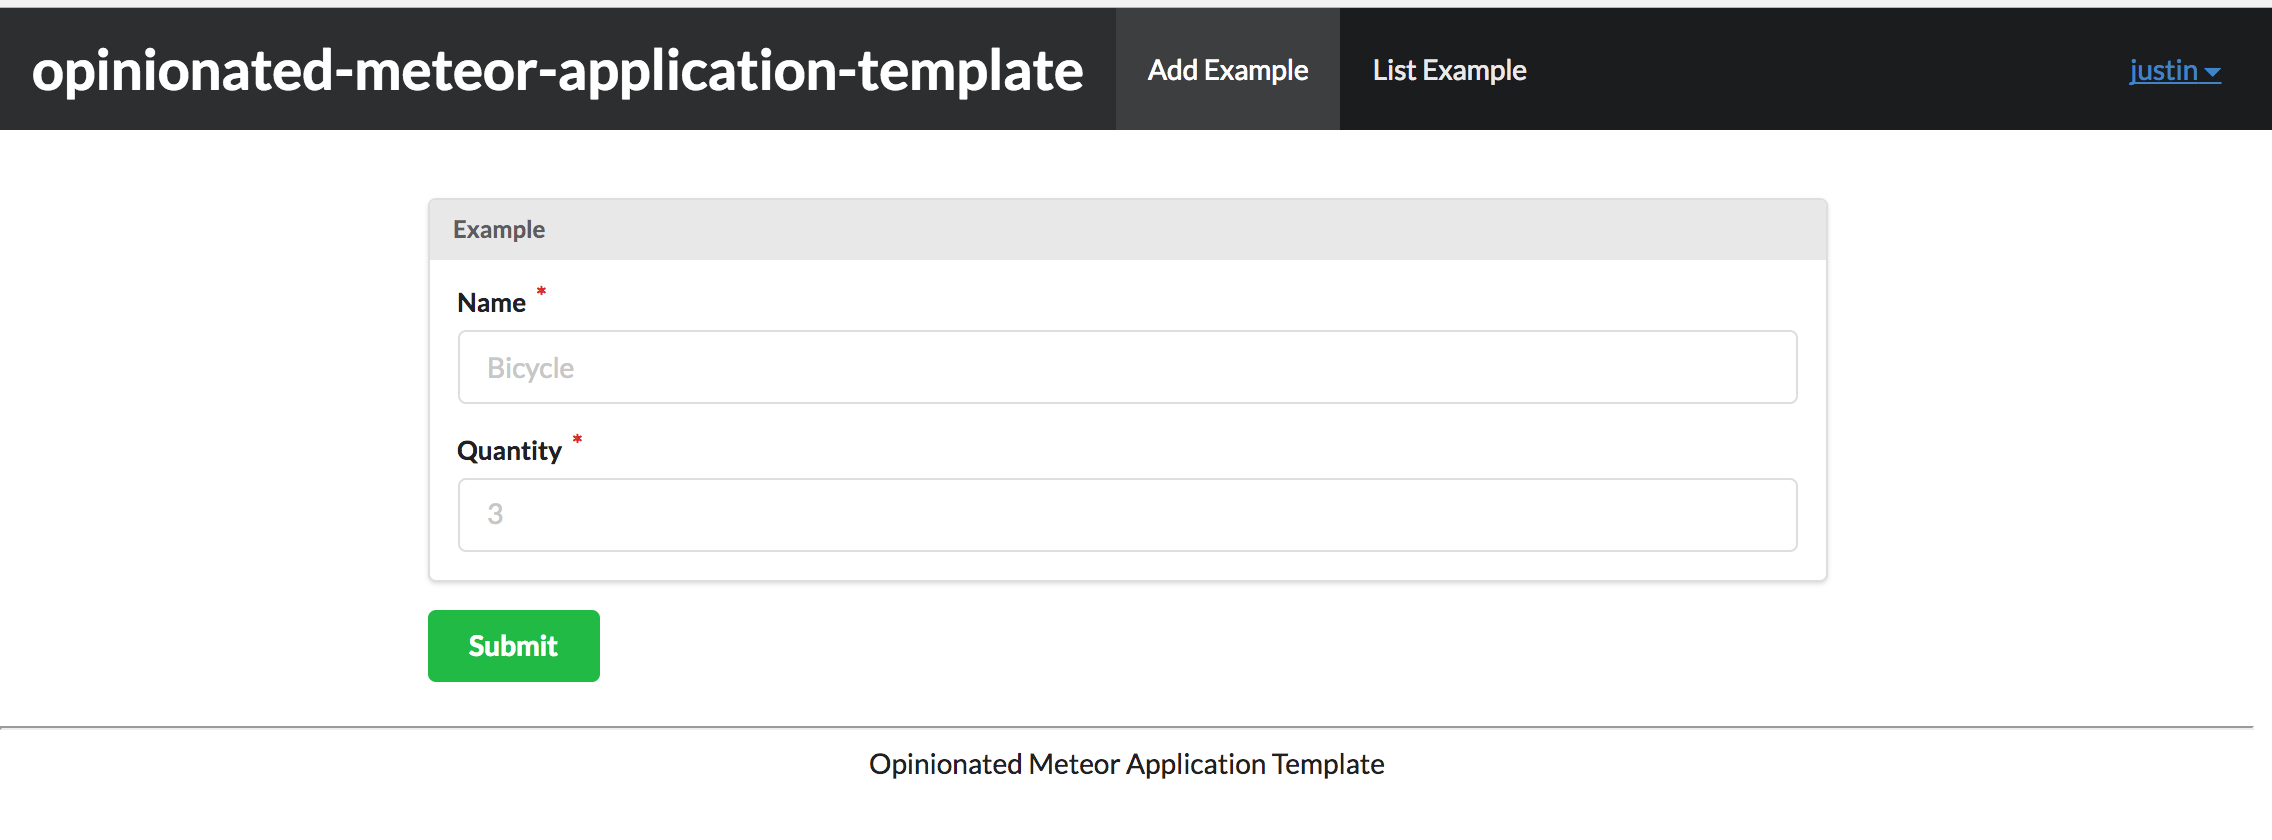 opinionated-meteor-application-template Add Example List Example justin
Example
Name *
Bicycle
Quantity *
3
Submit
Opinionated Meteor Application Template